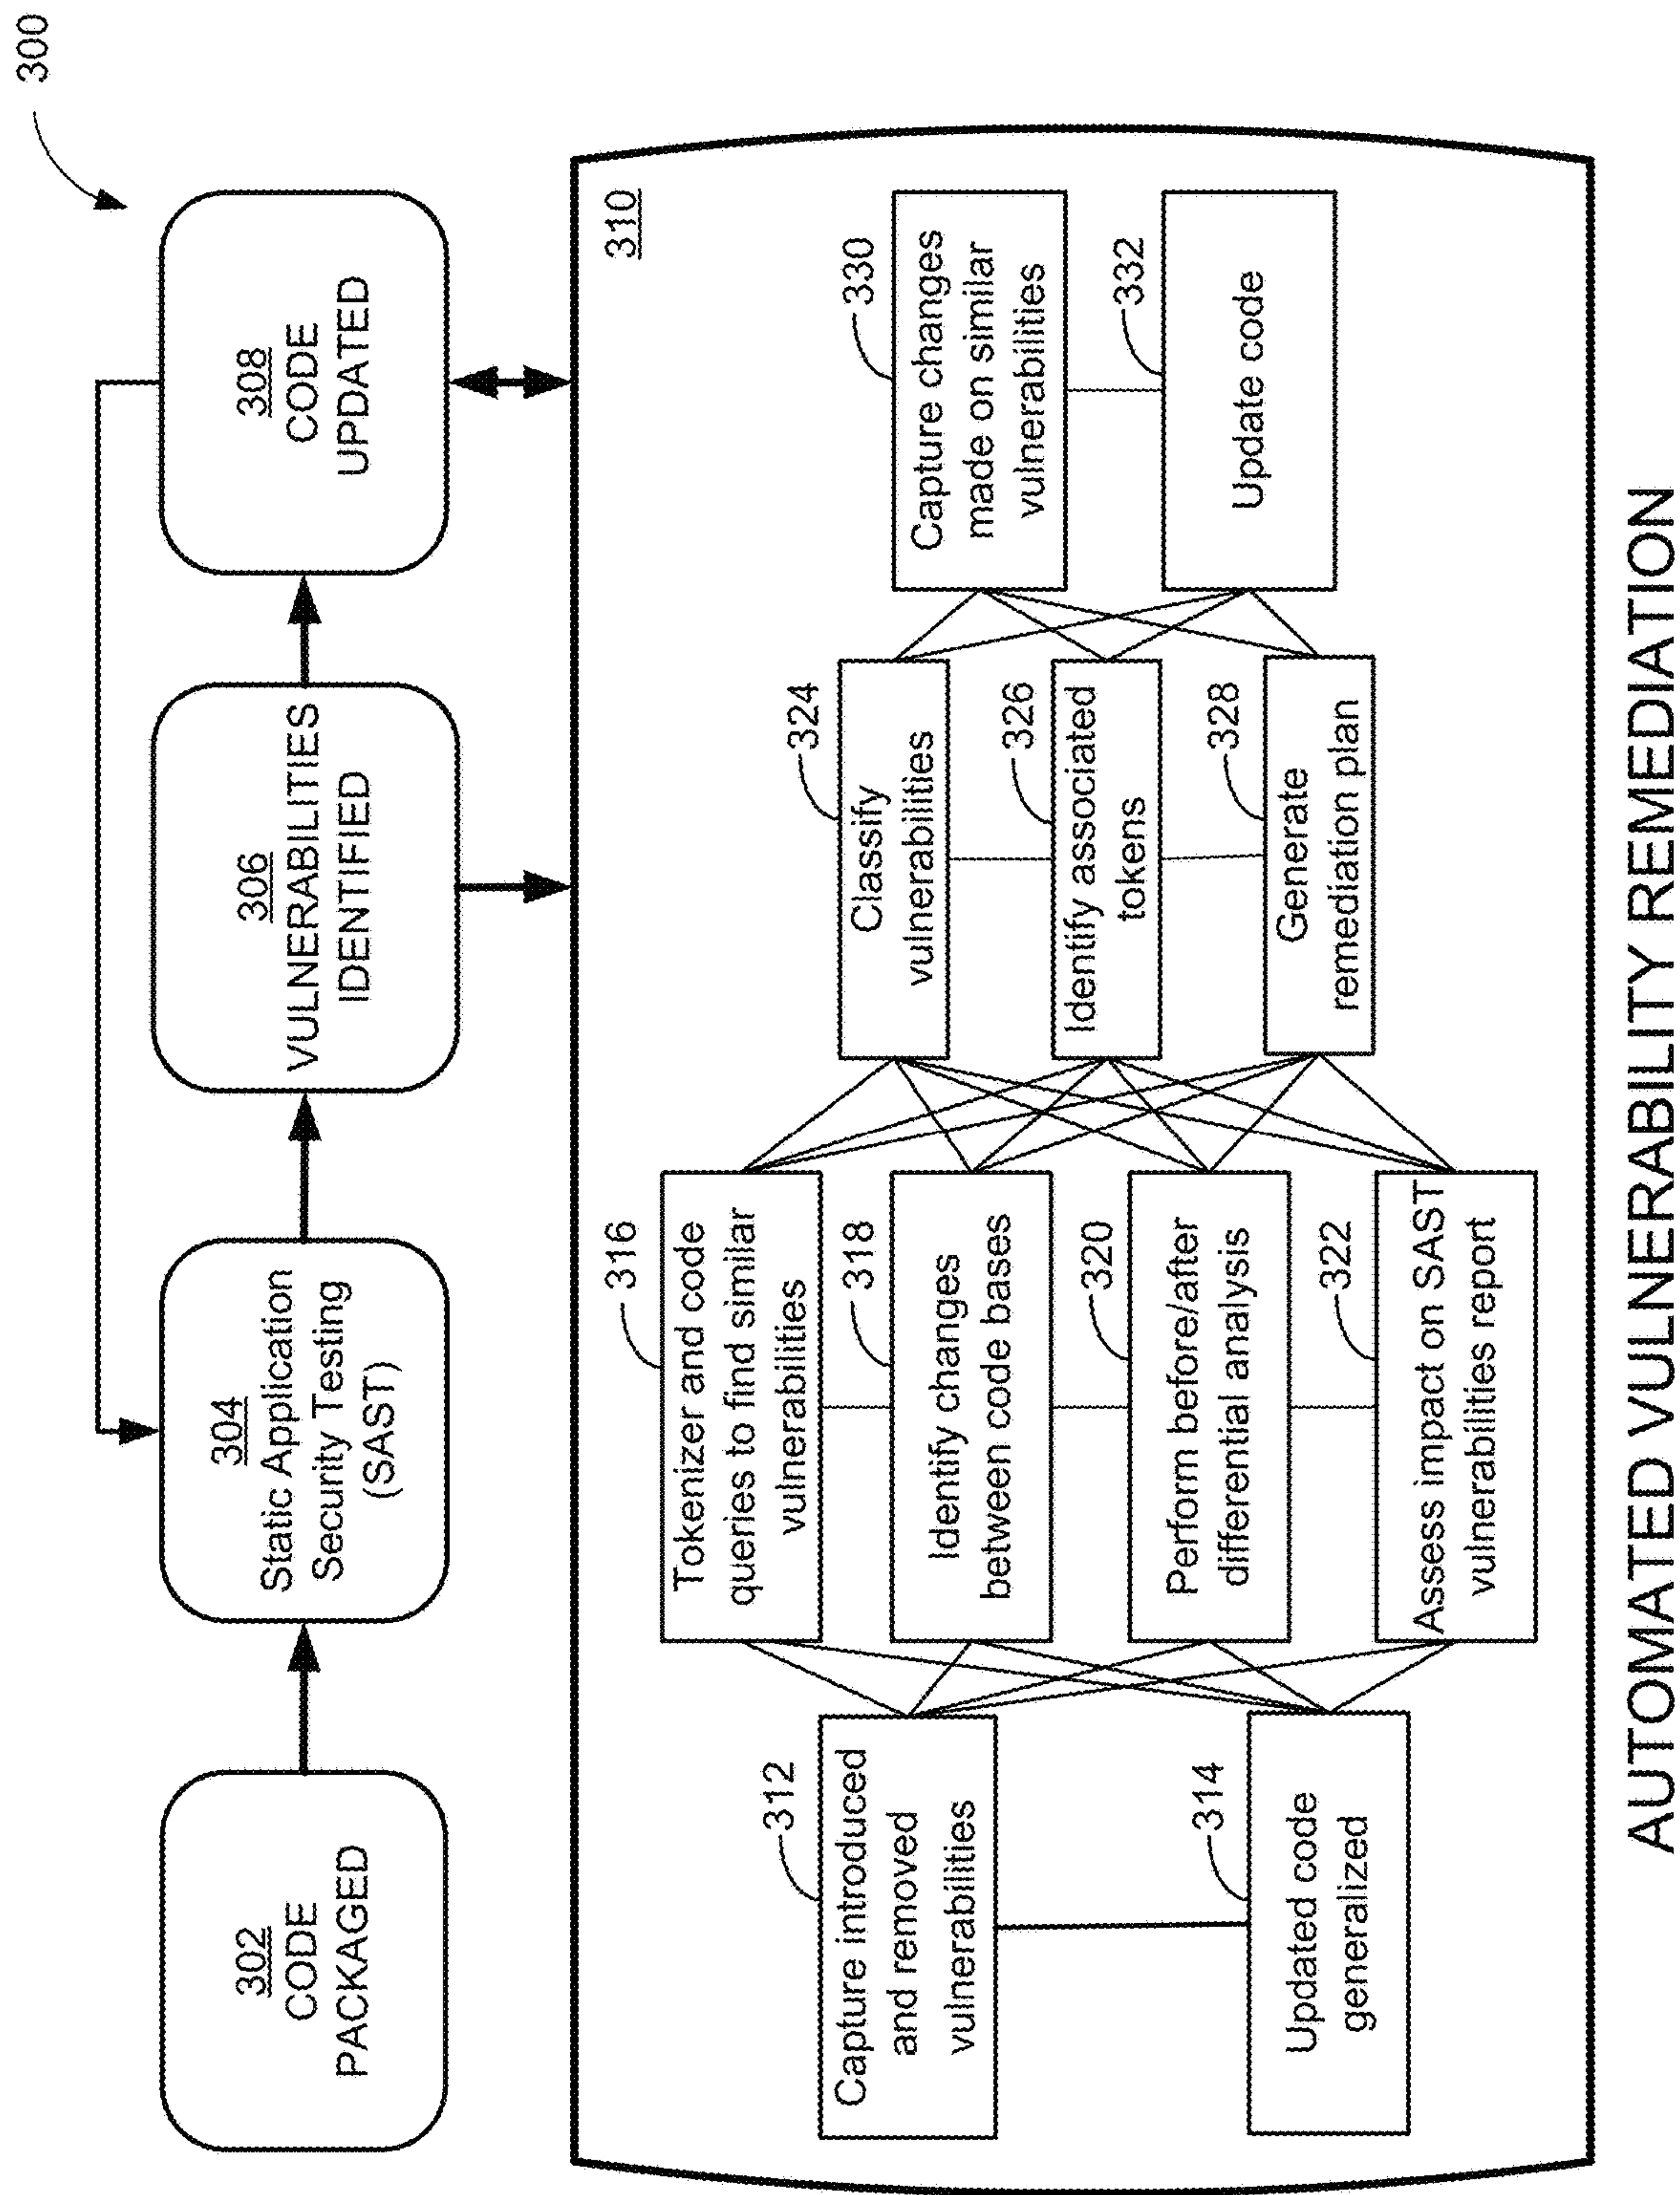 300
302
CODE
PACKAGED
304
Static Application
Security Testing
(SAST)
306
VULNERABILITIES
IDENTIFIED
308
CODE
UPDATED
310
312
Capture introduced
and removed
vulnerabilities
314
Updated code
generalized
316
Tokenizer and code
queries to find similar
vulnerabilities
318
Identify changes
between code bases
320
Perform before/after
differential analysis
322
Assess impact on SAST
vulnerabilities report
324
Classify
vulnerabilities
326
Identify associated
tokens
328
Generate
remediation plan
330
Capture changes
made on similar
vulnerabilities
332
Update code
AUTOMATED VULNERABILITY REMEDIATION